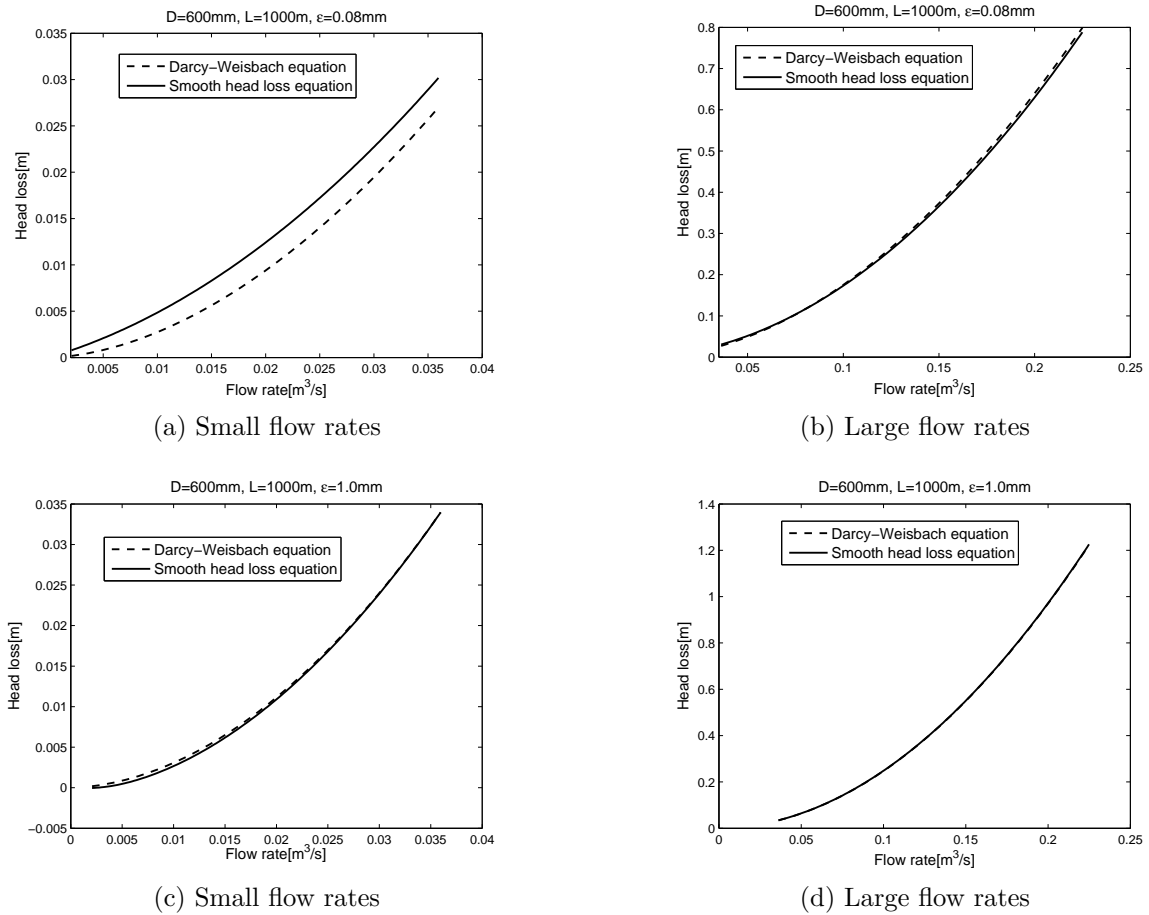 D=600mm, L=1000m, ε=0.08mm
0.035
0.03
0.025
0.02
0.015
0.01
0.005
0
Head loss[m]
Darcy−Weisbach equation
Smooth head loss equation
0.005 0.01 0.015 0.02 0.025 0.03 0.035 0.04
Flow rate[m³/s]
(a) Small flow rates
D=600mm, L=1000m, ε=0.08mm
0.8
0.7
0.6
0.5
0.4
0.3
0.2
0.1
0
Head loss[m]
Darcy−Weisbach equation
Smooth head loss equation
0.05 0.1 0.15 0.2 0.25
Flow rate[m³/s]
(b) Large flow rates
D=600mm, L=1000m, ε=1.0mm
0.035
0.03
0.025
0.02
0.015
0.01
0.005
0
−0.005
Head loss[m]
Darcy−Weisbach equation
Smooth head loss equation
0 0.005 0.01 0.015 0.02 0.025 0.03 0.035 0.04
Flow rate[m³/s]
(c) Small flow rates
D=600mm, L=1000m, ε=1.0mm
1.4
1.2
1
0.8
0.6
0.4
0.2
0
Head loss[m]
Darcy−Weisbach equation
Smooth head loss equation
0 0.05 0.1 0.15 0.2 0.25
Flow rate[m³/s]
(d) Large flow rates